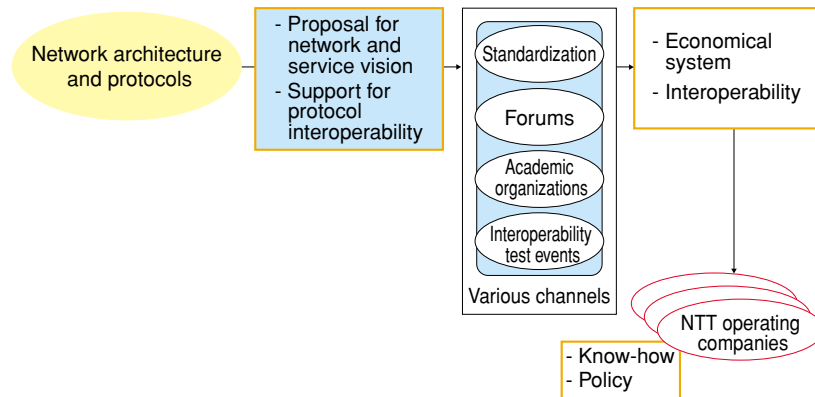 Network architecture
and protocols
- Proposal for
network and
service vision
- Support for
protocol
interoperability
Standardization
Forums
Academic
organizations
Interoperability
test events
Various channels
- Economical
system
- Interoperability
NTT operating
companies
- Know-how
- Policy